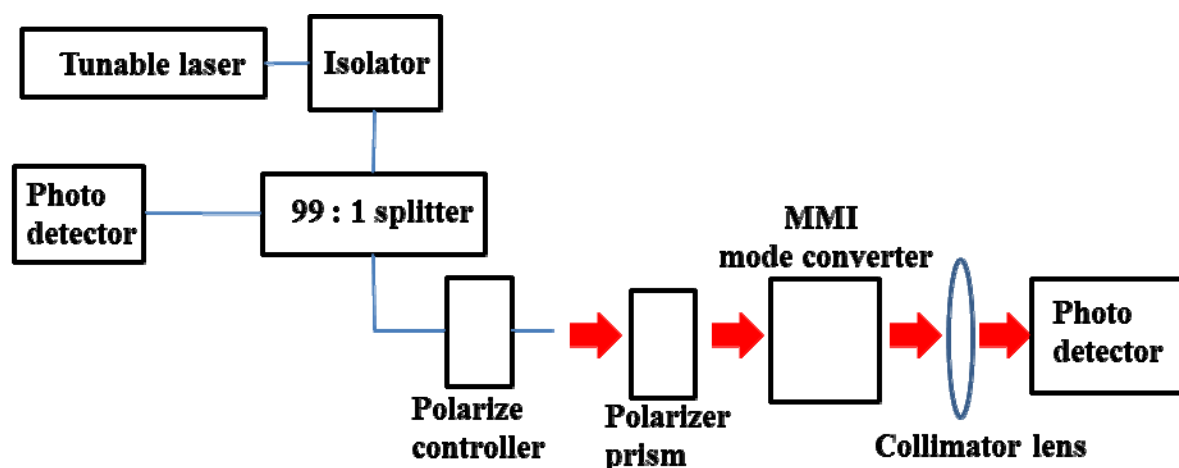 Tunable laser
Isolator
Photo
detector
99 : 1 splitter
Polarize
controller
Polarizer
prism
MMI
mode converter
Collimator lens
Photo
detector